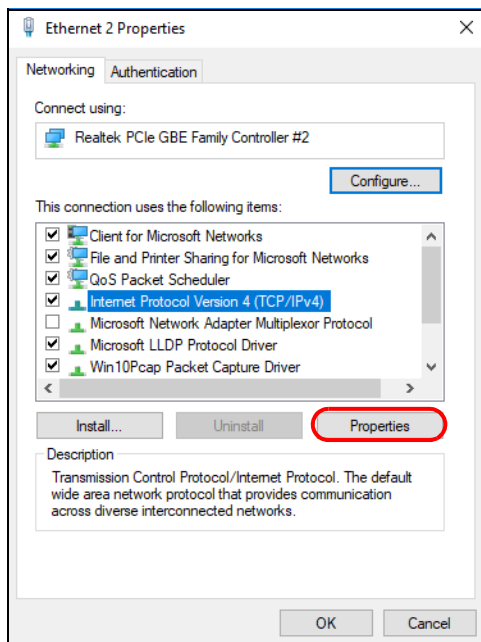 Ethernet 2 Properties
Networking
Authentication
Connect using:
Realtek PCIe GBE Family Controller #2
Configure...
This connection uses the following items:
Client for Microsoft Networks
File and Printer Sharing for Microsoft Networks
QoS Packet Scheduler
Internet Protocol Version 4 (TCP/IPv4)
Microsoft Network Adapter Multiplexor Protocol
Microsoft LLDP Protocol Driver
Win10Pcap Packet Capture Driver
Install...
Uninstall
Properties
Description
Transmission Control Protocol/Internet Protocol. The default
wide area network protocol that provides communication
across diverse interconnected networks.
OK
Cancel